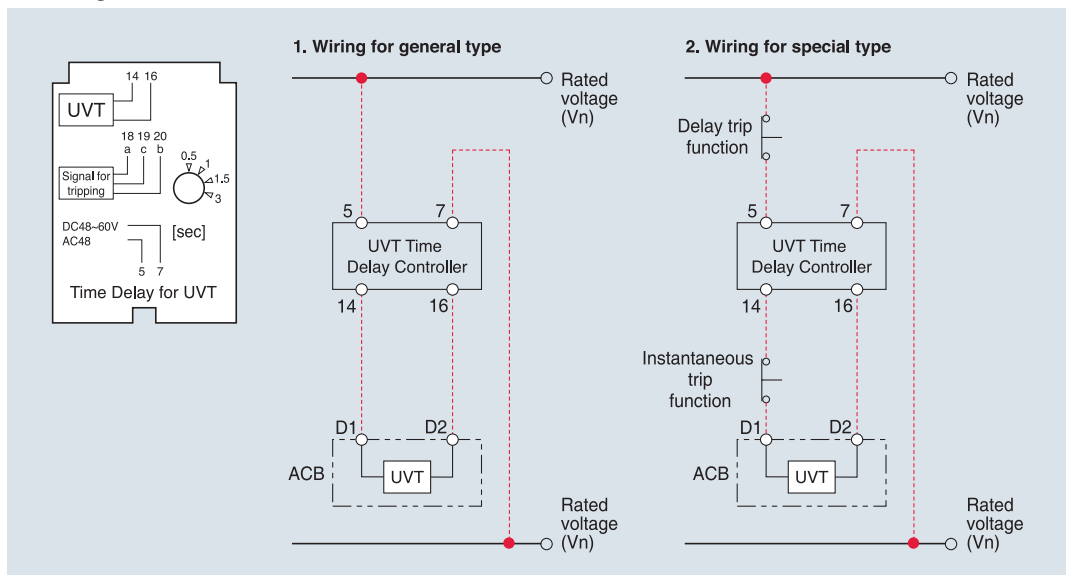 14 16
UVT
18 19 20
a c b
Signal for
tripping
0.5
1
1.5
3
DC48~60V
AC48
[sec]
5 7
Time Delay for UVT
1. Wiring for general type
Rated
voltage
(Vn)
5 7
UVT Time
Delay Controller
14 16
D1 D2
ACB
UVT
Rated
voltage
(Vn)
2. Wiring for special type
Rated
voltage
(Vn)
Delay trip
function
5 7
UVT Time
Delay Controller
14 16
Instantaneous
trip
function
D1 D2
ACB
UVT
Rated
voltage
(Vn)